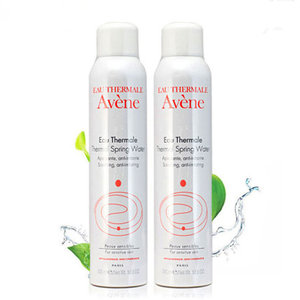 EAU THERMALE
Avène
Eau Thermale
Thermal Spring Water
Apaisante, anti-irritante
Soothing, anti-irritating
Peaux sensibles
For sensitive skin
PARIS
EAU THERMALE
Avène
Eau Thermale
Thermal Spring Water
Apaisante, anti-irritante
Soothing, anti-irritating
Peaux sensibles
For sensitive skin
PARIS